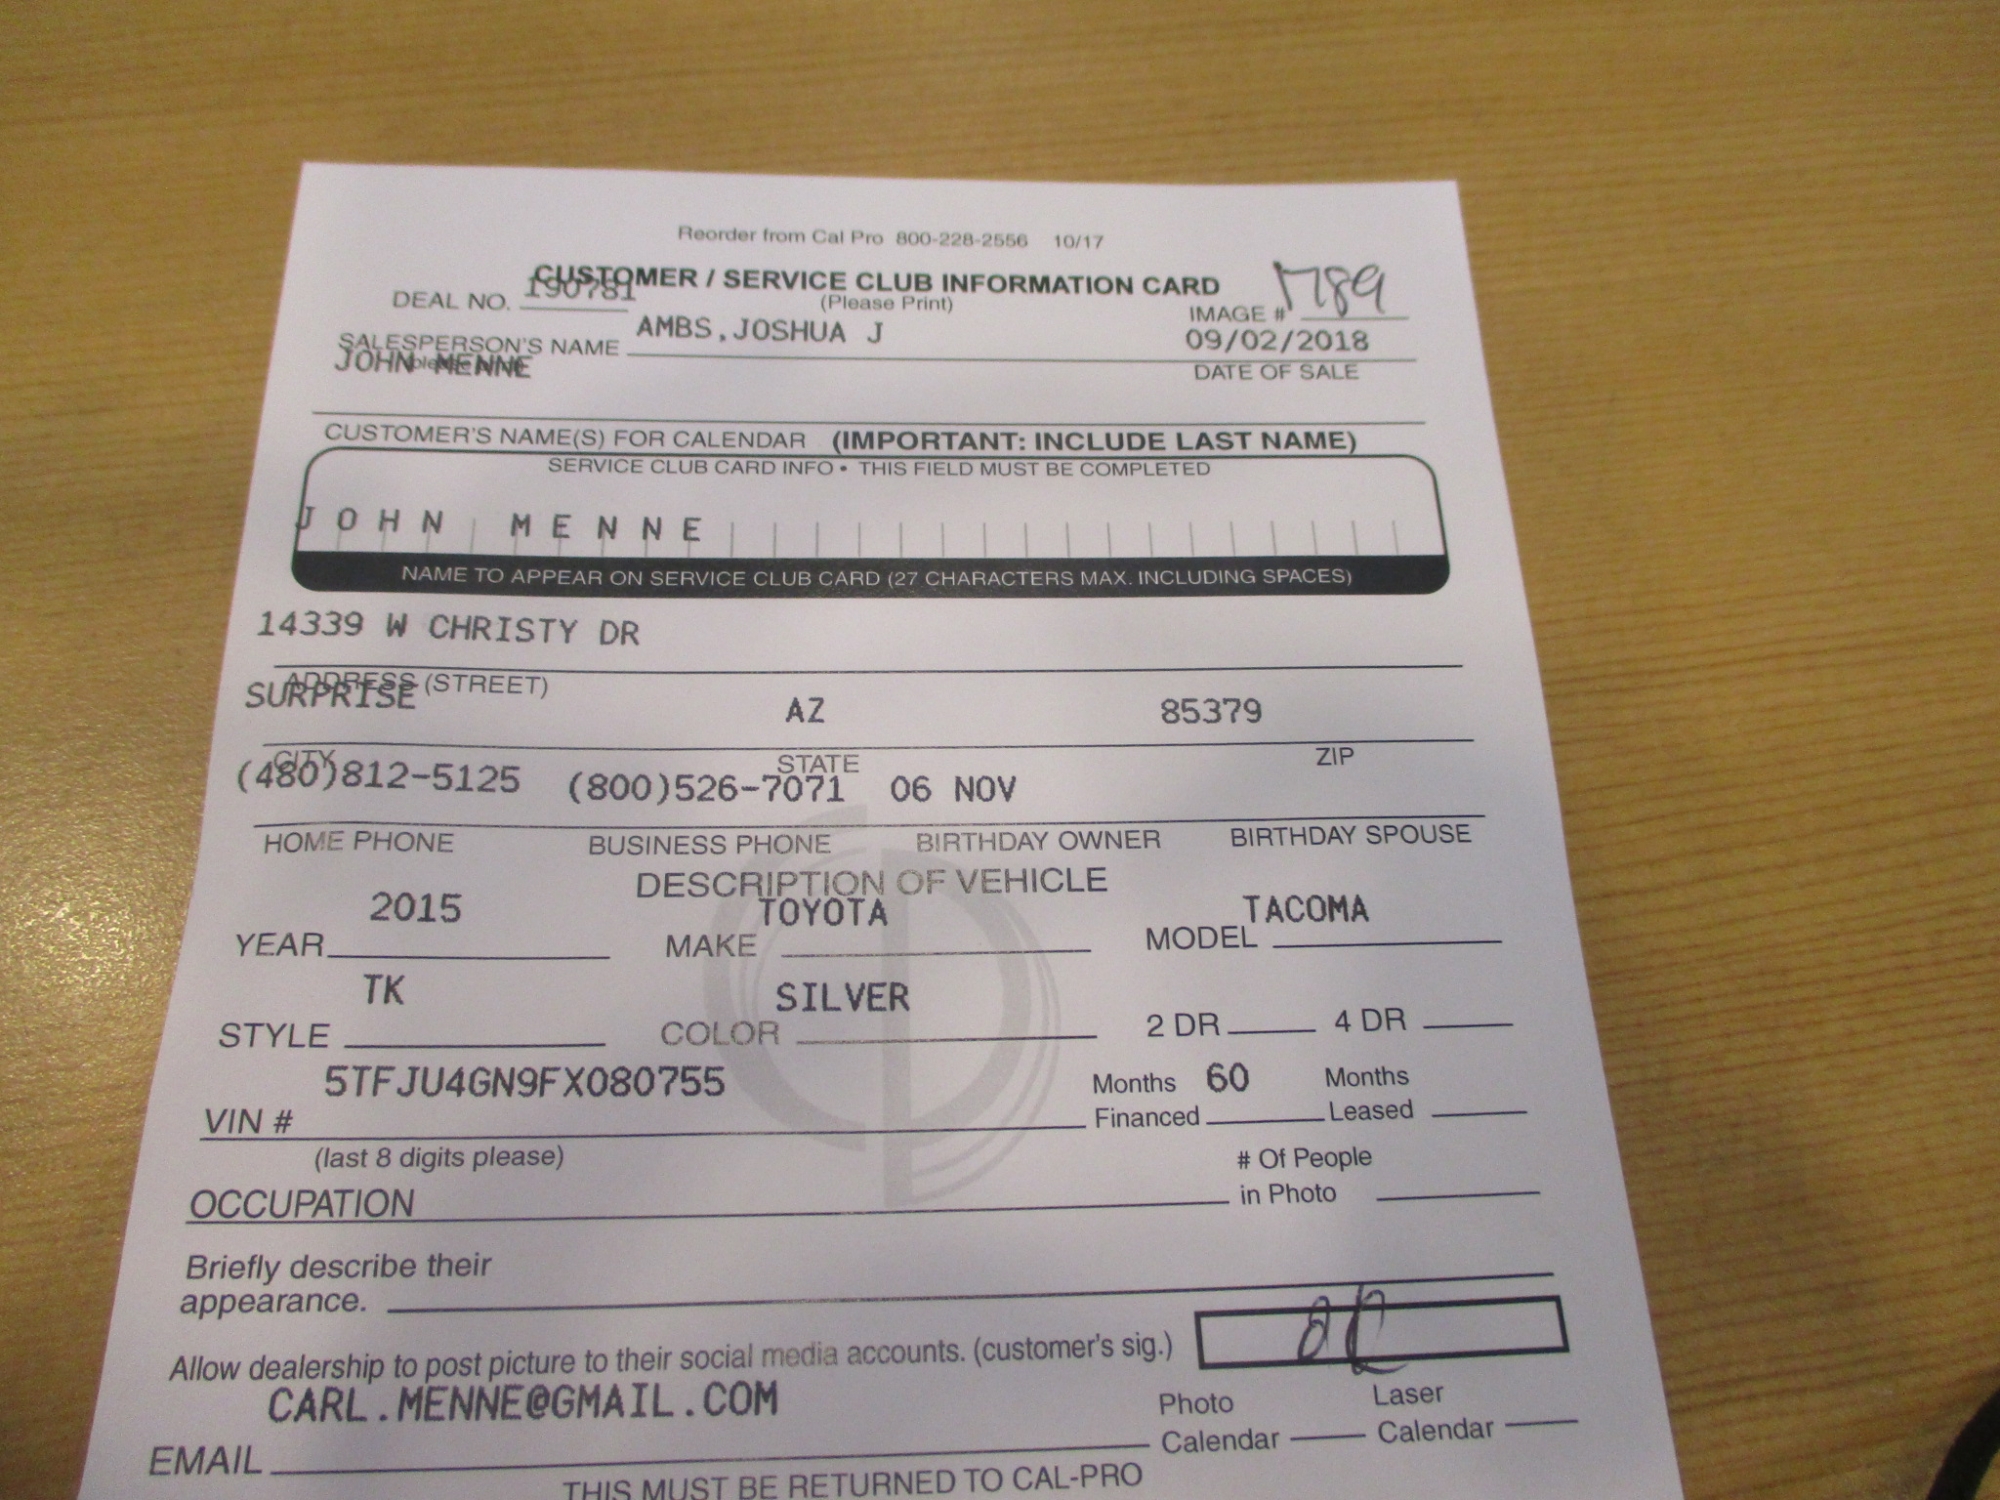 Reorder from Cal Pro 800-228-2556 10/17
CUSTOMER / SERVICE CLUB INFORMATION CARD
DEAL NO. 190781 (Please Print) IMAGE # 1789
SALESPERSON'S NAME AMBS,JOSHUA J 09/02/2018
JOHN MENNE DATE OF SALE
CUSTOMER'S NAME(S) FOR CALENDAR (IMPORTANT: INCLUDE LAST NAME)
SERVICE CLUB CARD INFO • THIS FIELD MUST BE COMPLETED
JOHN MENNE
NAME TO APPEAR ON SERVICE CLUB CARD (27 CHARACTERS MAX. INCLUDING SPACES)
14339 W CHRISTY DR
ADDRESS (STREET)
SURPRISE AZ 85379
CITY STATE ZIP
(480)812-5125 (800)526-7071 06 NOV
HOME PHONE BUSINESS PHONE BIRTHDAY OWNER BIRTHDAY SPOUSE
DESCRIPTION OF VEHICLE
2015 TOYOTA TACOMA
YEAR MAKE MODEL
TK SILVER
STYLE COLOR 2 DR 4 DR
5TFJU4GN9FX080755 Months 60 Months
VIN # Financed Leased
(last 8 digits please) # Of People
OCCUPATION in Photo
Briefly describe their
appearance.
Allow dealership to post picture to their social media accounts. (customer's sig.)
CARL.MENNE@GMAIL.COM Photo Laser
EMAIL Calendar Calendar
THIS MUST BE RETURNED TO CAL-PRO